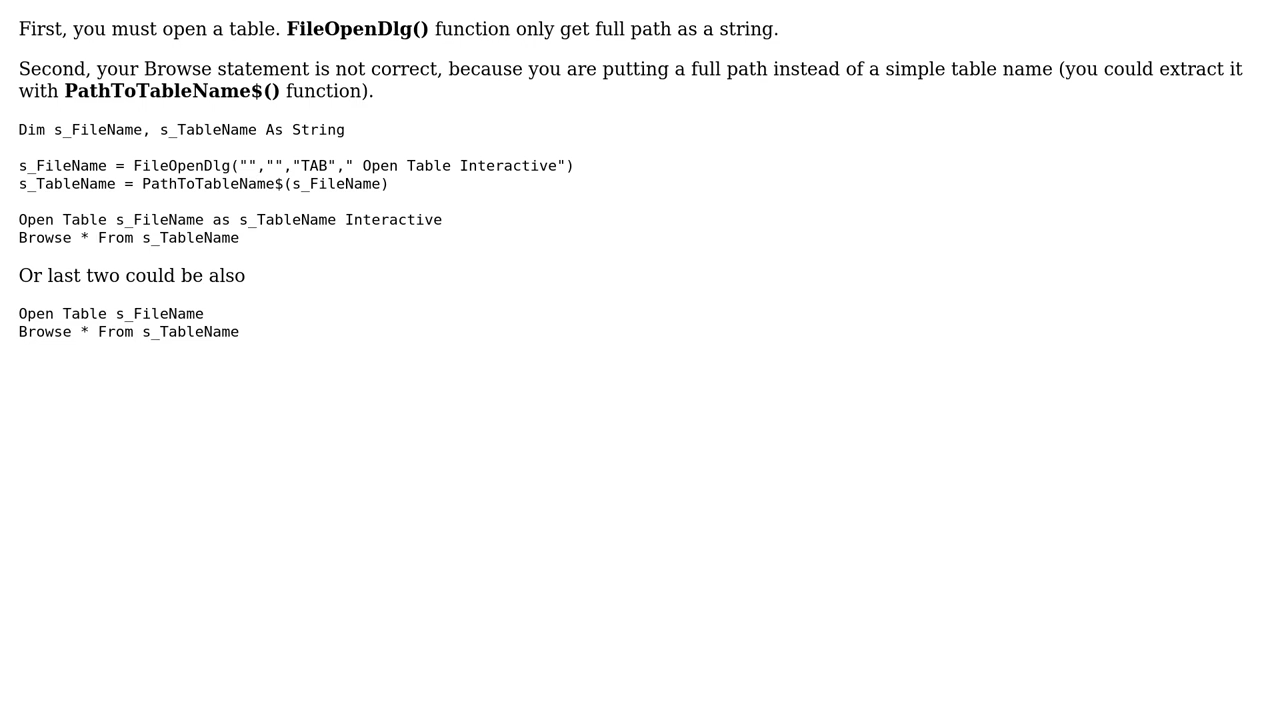 First, you must open a table. FileOpenDlg() function only get full path as a string.
Second, your Browse statement is not correct, because you are putting a full path instead of a simple table name (you could extract it
with PathToTableName$() function).
Dim s_FileName, s_TableName As String
s_FileName = FileOpenDlg("","","TAB"," Open Table Interactive")
s_TableName = PathToTableName$(s_FileName)
Open Table s_FileName as s_TableName Interactive
Browse * From s_TableName
Or last two could be also
Open Table s_FileName
Browse * From s_TableName